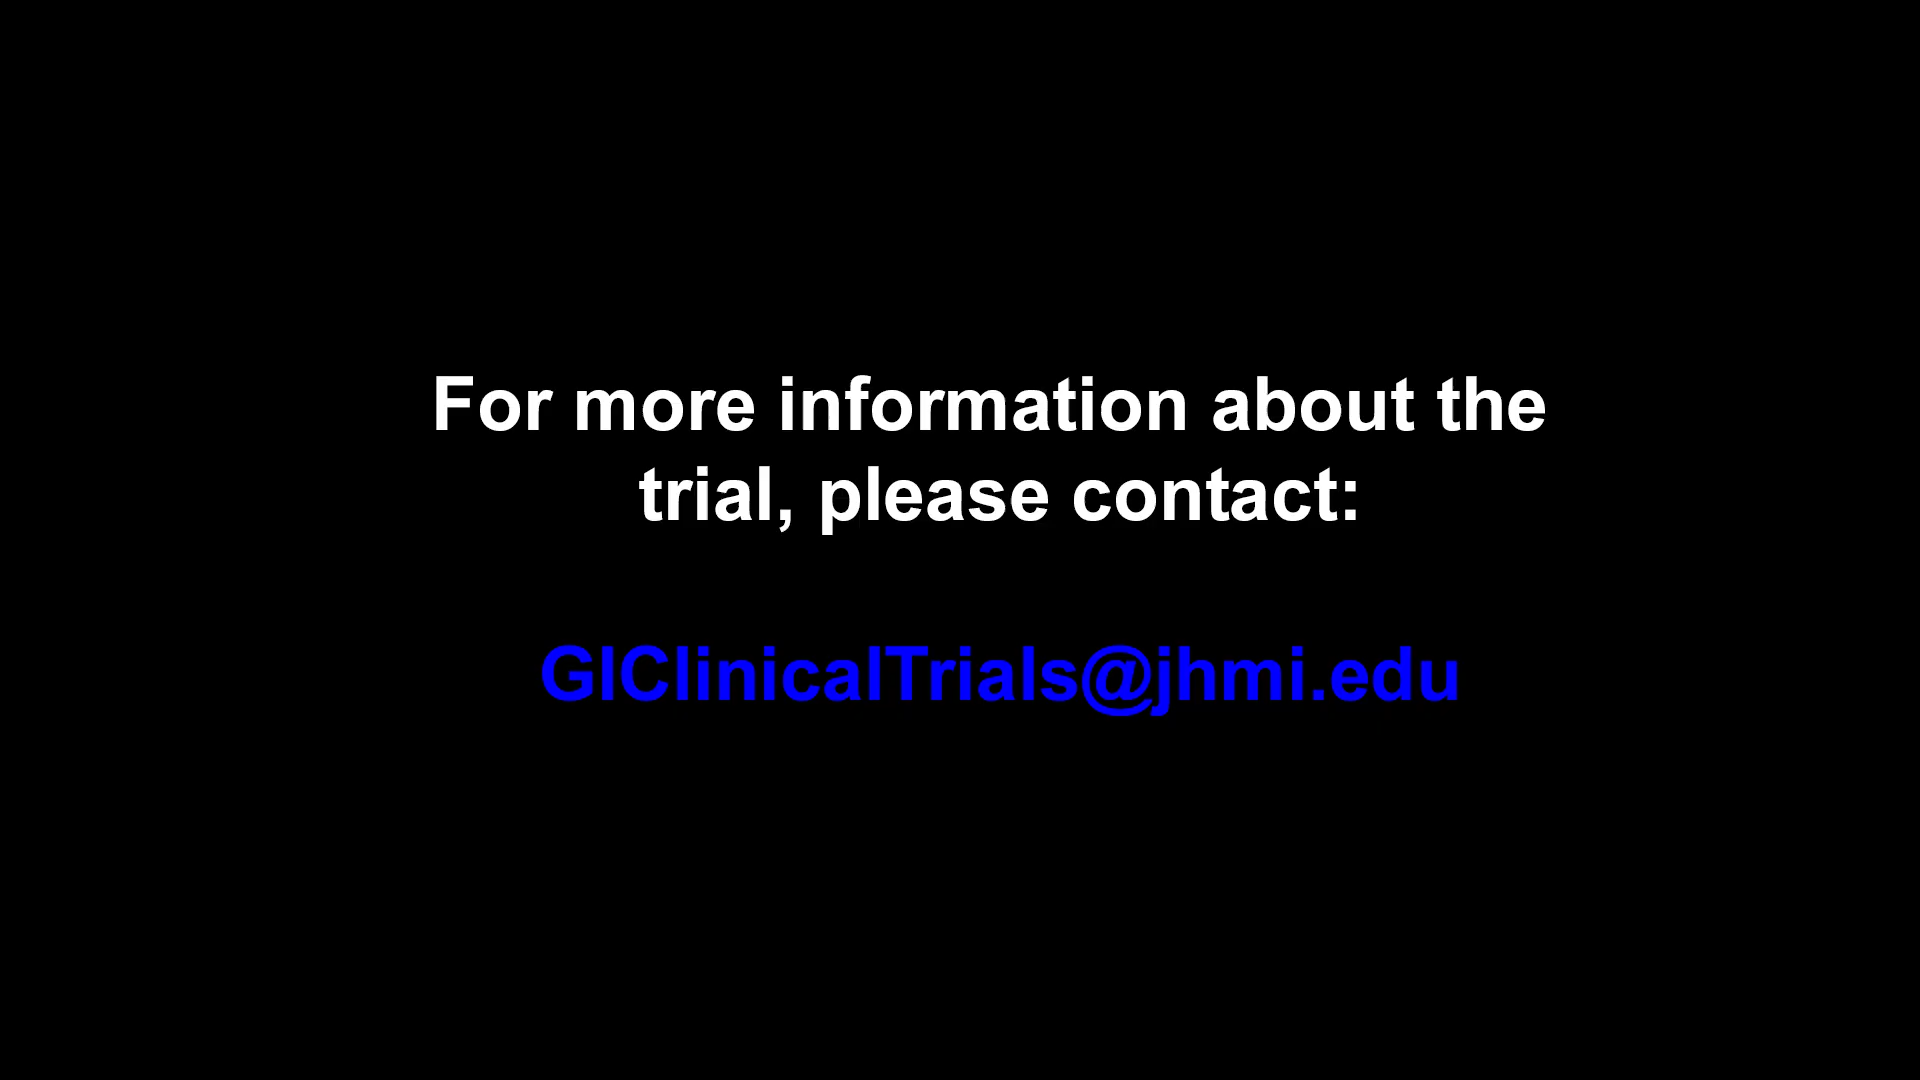 For more information about the
trial, please contact:
GIClinicalTrials@jhmi.edu